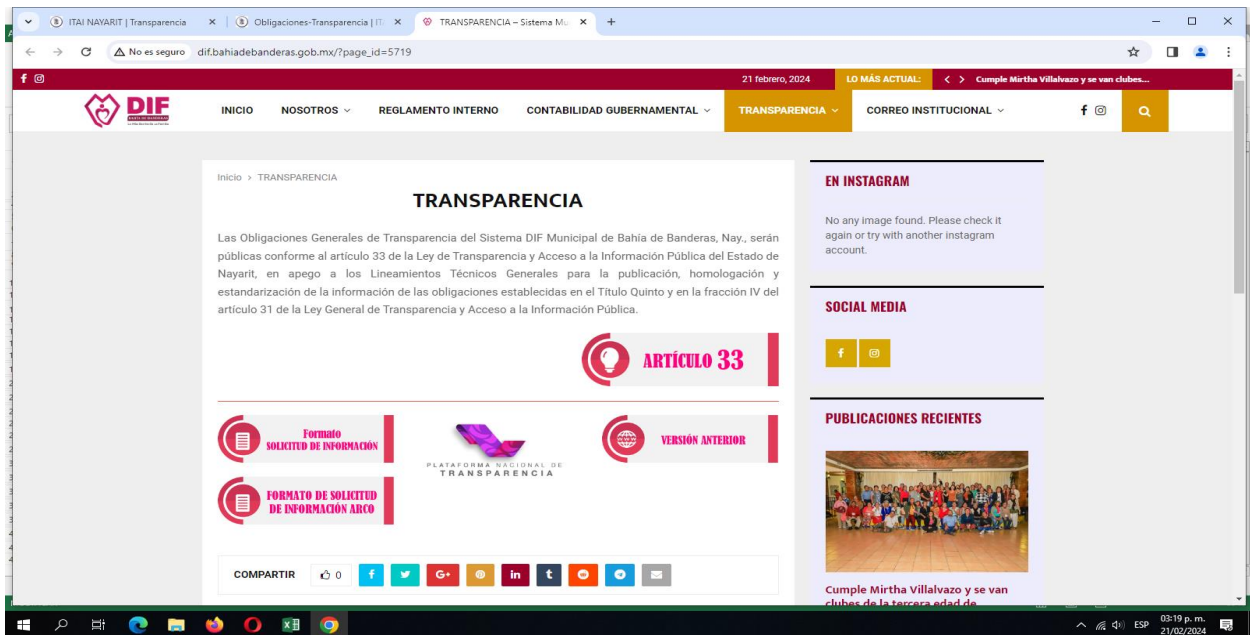 ITAI NAYARIT | Transparencia
Obligaciones-Transparencia | IT
TRANSPARENCIA – Sistema Mu
No es seguro
dif.bahiadebanderas.gob.mx/?page_id=5719
21 febrero, 2024
LO MÁS ACTUAL:
Cumple Mirtha Villalvazo y se van clubes...
DIF
BAHÍA DE BANDERAS
INICIO
NOSOTROS
REGLAMENTO INTERNO
CONTABILIDAD GUBERNAMENTAL
TRANSPARENCIA
CORREO INSTITUCIONAL
Inicio > TRANSPARENCIA
TRANSPARENCIA
Las Obligaciones Generales de Transparencia del Sistema DIF Municipal de Bahía de Banderas, Nay., serán
públicas conforme al artículo 33 de la Ley de Transparencia y Acceso a la Información Pública del Estado de
Nayarit, en apego a los Lineamientos Técnicos Generales para la publicación, homologación y
estandarización de la información de las obligaciones establecidas en el Título Quinto y en la fracción IV del
artículo 31 de la Ley General de Transparencia y Acceso a la Información Pública.
ARTÍCULO 33
Formato
SOLICITUD DE INFORMACIÓN
PLATAFORMA NACIONAL DE
TRANSPARENCIA
VERSIÓN ANTERIOR
FORMATO DE SOLICITUD
DE INFORMACIÓN ARCO
COMPARTIR
0
EN INSTAGRAM
No any image found. Please check it
again or try with another instagram
account.
SOCIAL MEDIA
PUBLICACIONES RECIENTES
Cumple Mirtha Villalvazo y se van
clubes de la tercera edad de
ESP
03:19 p. m.
21/02/2024